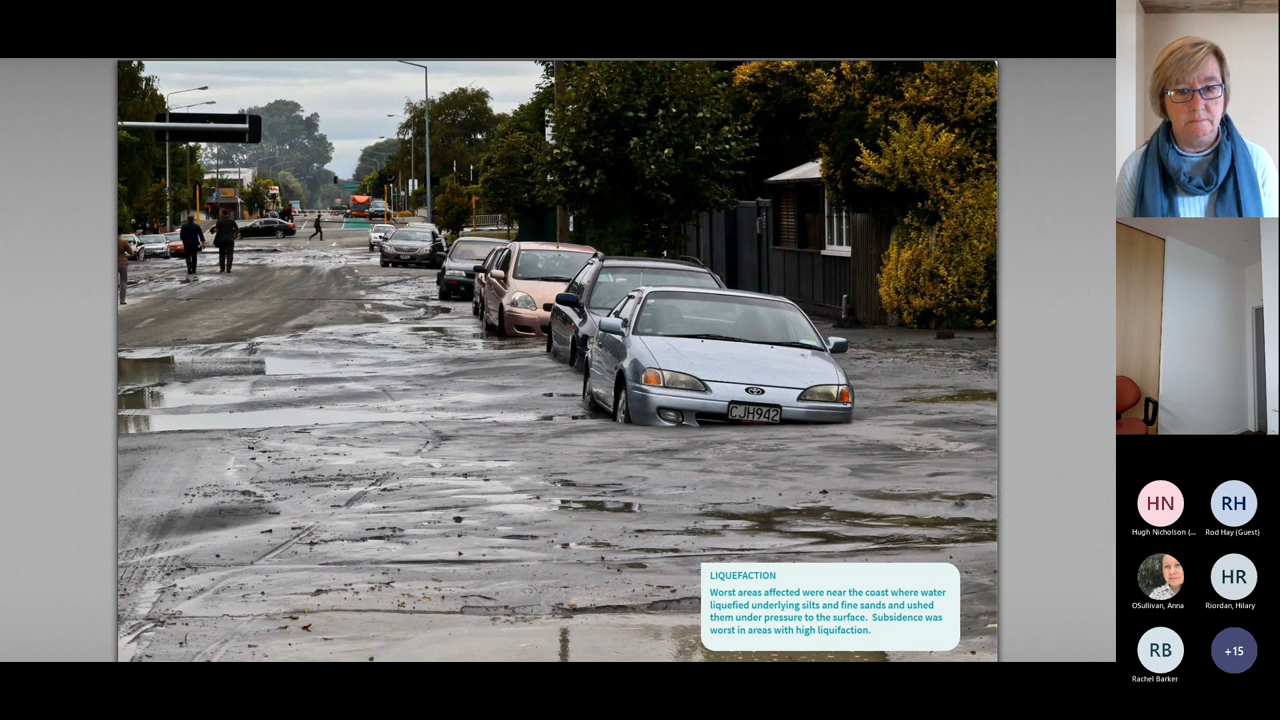 CJH942
LIQUEFACTION
Worst areas affected were near the coast where water
liquefied underlying silts and fine sands and ushed
them under pressure to the surface.  Subsidence was
worst in areas with high liquifaction.
HN
Hugh Nicholson (...
RH
Rod Hay (Guest)
OSullivan, Anna
HR
Riordan, Hilary
RB
Rachel Barker
+15